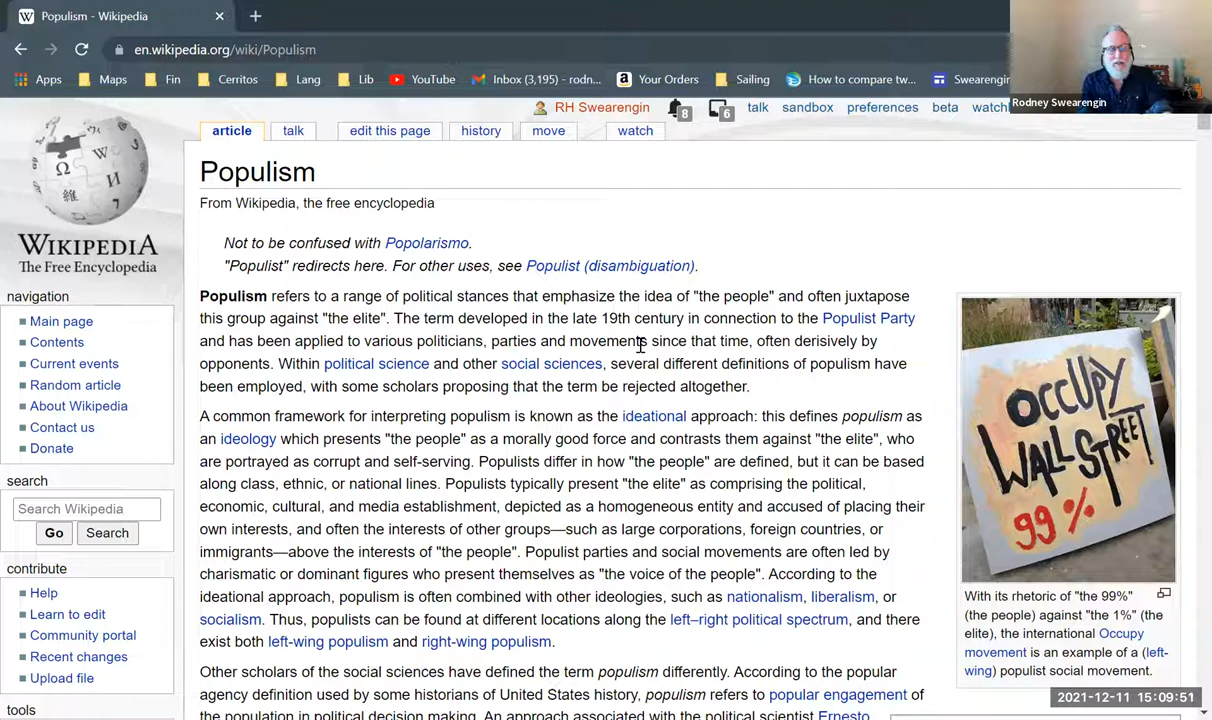 Populism - Wikipedia
en.wikipedia.org/wiki/Populism
Apps Maps Fin Cerritos Lang Lib YouTube Inbox (3,195) - rodn... Your Orders Sailing How to compare tw... Swearengin
Rodney Swearengin
RH Swearengin 8 6 talk sandbox preferences beta watch
article talk edit this page history move watch
Populism
From Wikipedia, the free encyclopedia
Not to be confused with Popolarismo.
"Populist" redirects here. For other uses, see Populist (disambiguation).
Populism refers to a range of political stances that emphasize the idea of "the people" and often juxtapose
this group against "the elite". The term developed in the late 19th century in connection to the Populist Party
and has been applied to various politicians, parties and movements since that time, often derisively by
opponents. Within political science and other social sciences, several different definitions of populism have
been employed, with some scholars proposing that the term be rejected altogether.
A common framework for interpreting populism is known as the ideational approach: this defines populism as
an ideology which presents "the people" as a morally good force and contrasts them against "the elite", who
are portrayed as corrupt and self-serving. Populists differ in how "the people" are defined, but it can be based
along class, ethnic, or national lines. Populists typically present "the elite" as comprising the political,
economic, cultural, and media establishment, depicted as a homogeneous entity and accused of placing their
own interests, and often the interests of other groups—such as large corporations, foreign countries, or
immigrants—above the interests of "the people". Populist parties and social movements are often led by
charismatic or dominant figures who present themselves as "the voice of the people". According to the
ideational approach, populism is often combined with other ideologies, such as nationalism, liberalism, or
socialism. Thus, populists can be found at different locations along the left–right political spectrum, and there
exist both left-wing populism and right-wing populism.
Other scholars of the social sciences have defined the term populism differently. According to the popular
agency definition used by some historians of United States history, populism refers to popular engagement of
the population in political decision making. An approach associated with the political scientist Ernesto
WIKIPEDIA
The Free Encyclopedia
navigation
Main page
Contents
Current events
Random article
About Wikipedia
Contact us
Donate
search
Search Wikipedia
Go Search
contribute
Help
Learn to edit
Community portal
Recent changes
Upload file
tools
OCCUPY
WALL STREET
99%
With its rhetoric of "the 99%"
(the people) against "the 1%" (the
elite), the international Occupy
movement is an example of a (left-
wing) populist social movement.
2021-12-11 15:09:51